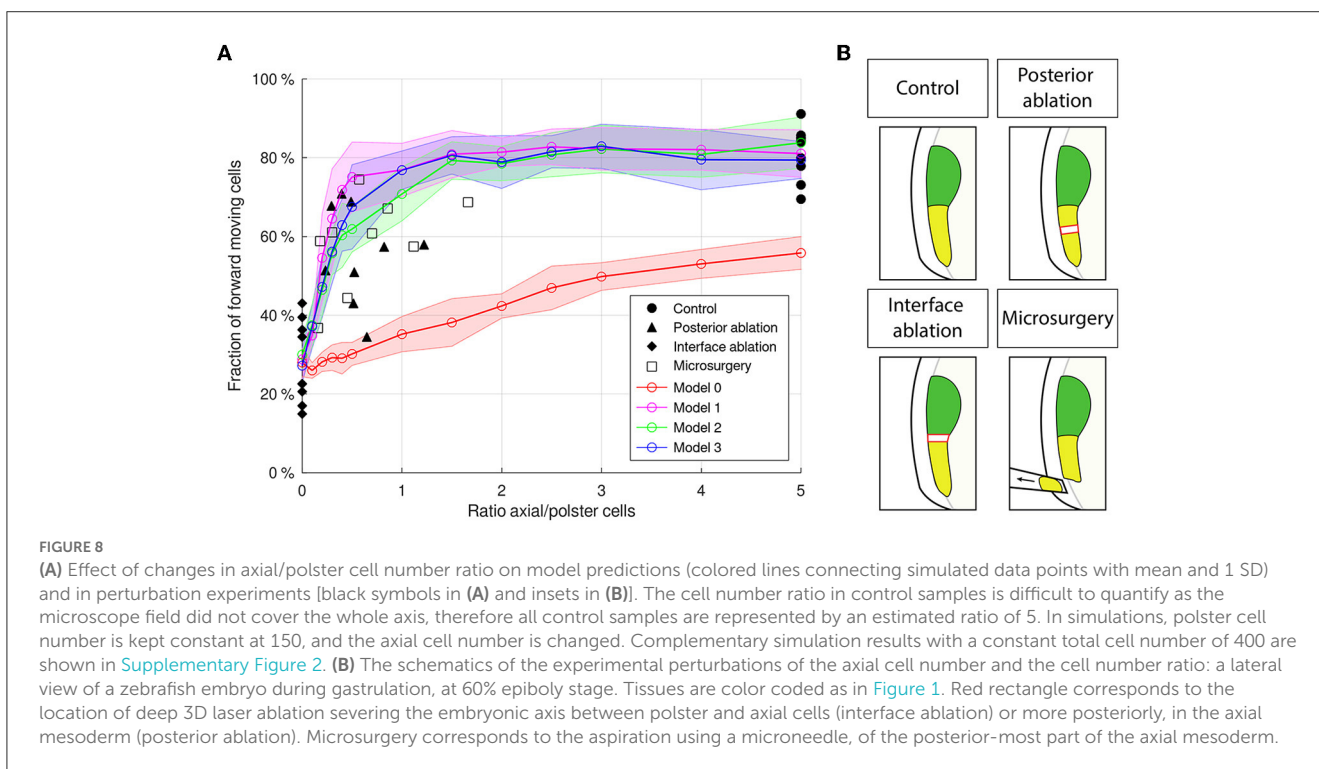 A
100 %
80 %
60 %
40 %
20 %
0 %
Fraction of forward moving cells
0
1
2
3
4
5
Ratio axial/polster cells
Control
Posterior ablation
Interface ablation
Microsurgery
Model 0
Model 1
Model 2
Model 3
B
Control
Posterior
ablation
Interface
ablation
Microsurgery
FIGURE 8
(A) Effect of changes in axial/polster cell number ratio on model predictions (colored lines connecting simulated data points with mean and 1 SD)
and in perturbation experiments [black symbols in (A) and insets in (B)]. The cell number ratio in control samples is difficult to quantify as the
microscope field did not cover the whole axis, therefore all control samples are represented by an estimated ratio of 5. In simulations, polster cell
number is kept constant at 150, and the axial cell number is changed. Complementary simulation results with a constant total cell number of 400 are
shown in Supplementary Figure 2. (B) The schematics of the experimental perturbations of the axial cell number and the cell number ratio: a lateral
view of a zebrafish embryo during gastrulation, at 60% epiboly stage. Tissues are color coded as in Figure 1. Red rectangle corresponds to the
location of deep 3D laser ablation severing the embryonic axis between polster and axial cells (interface ablation) or more posteriorly, in the axial
mesoderm (posterior ablation). Microsurgery corresponds to the aspiration using a microneedle, of the posterior-most part of the axial mesoderm.